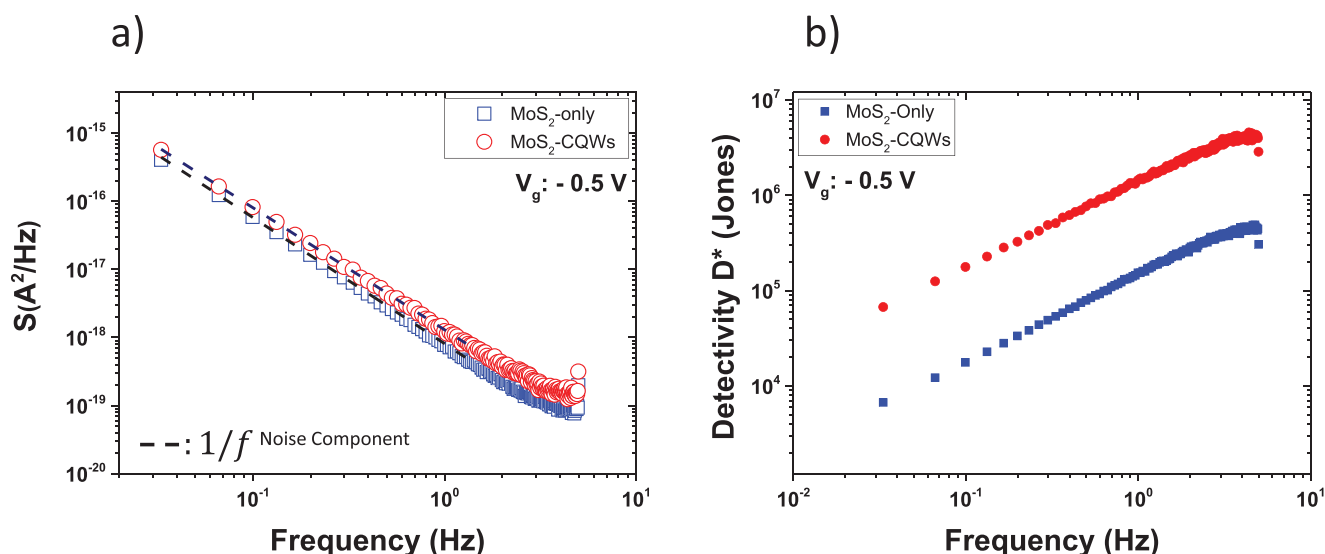 a)
b)
S(A²/Hz)
10⁻¹⁵
10⁻¹⁶
10⁻¹⁷
10⁻¹⁸
10⁻¹⁹
10⁻²⁰
MoS₂-only
MoS₂-CQWs
V_g: - 0.5 V
--: 1/f Noise Component
10⁻¹
10⁰
10¹
Frequency (Hz)
Detectivity D* (Jones)
10⁷
10⁶
10⁵
10⁴
MoS₂-Only
MoS₂-CQWs
V_g: - 0.5 V
10⁻²
10⁻¹
10⁰
10¹
Frequency (Hz)